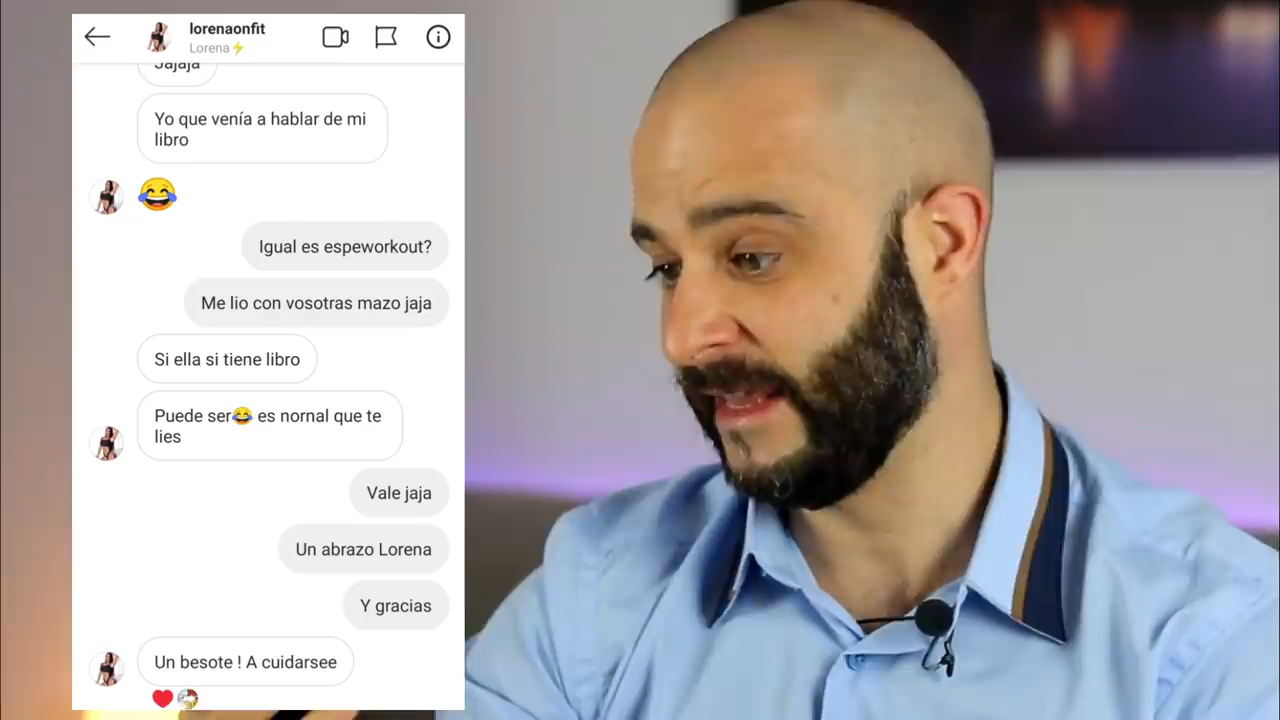 lorenaonfit
Lorena⚡
Jajaja
Yo que venía a hablar de mi
libro
😂
Igual es espeworkout?
Me lio con vosotras mazo jaja
Si ella si tiene libro
Puede ser😂 es nornal que te
lies
Vale jaja
Un abrazo Lorena
Y gracias
Un besote ! A cuidarsee